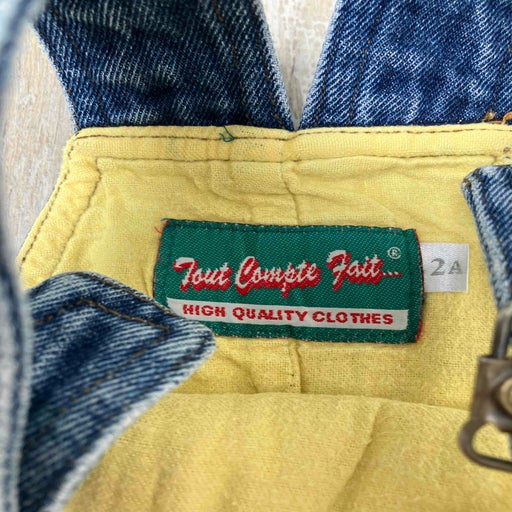 Tout Compte Fait...®
2A
HIGH QUALITY CLOTHES